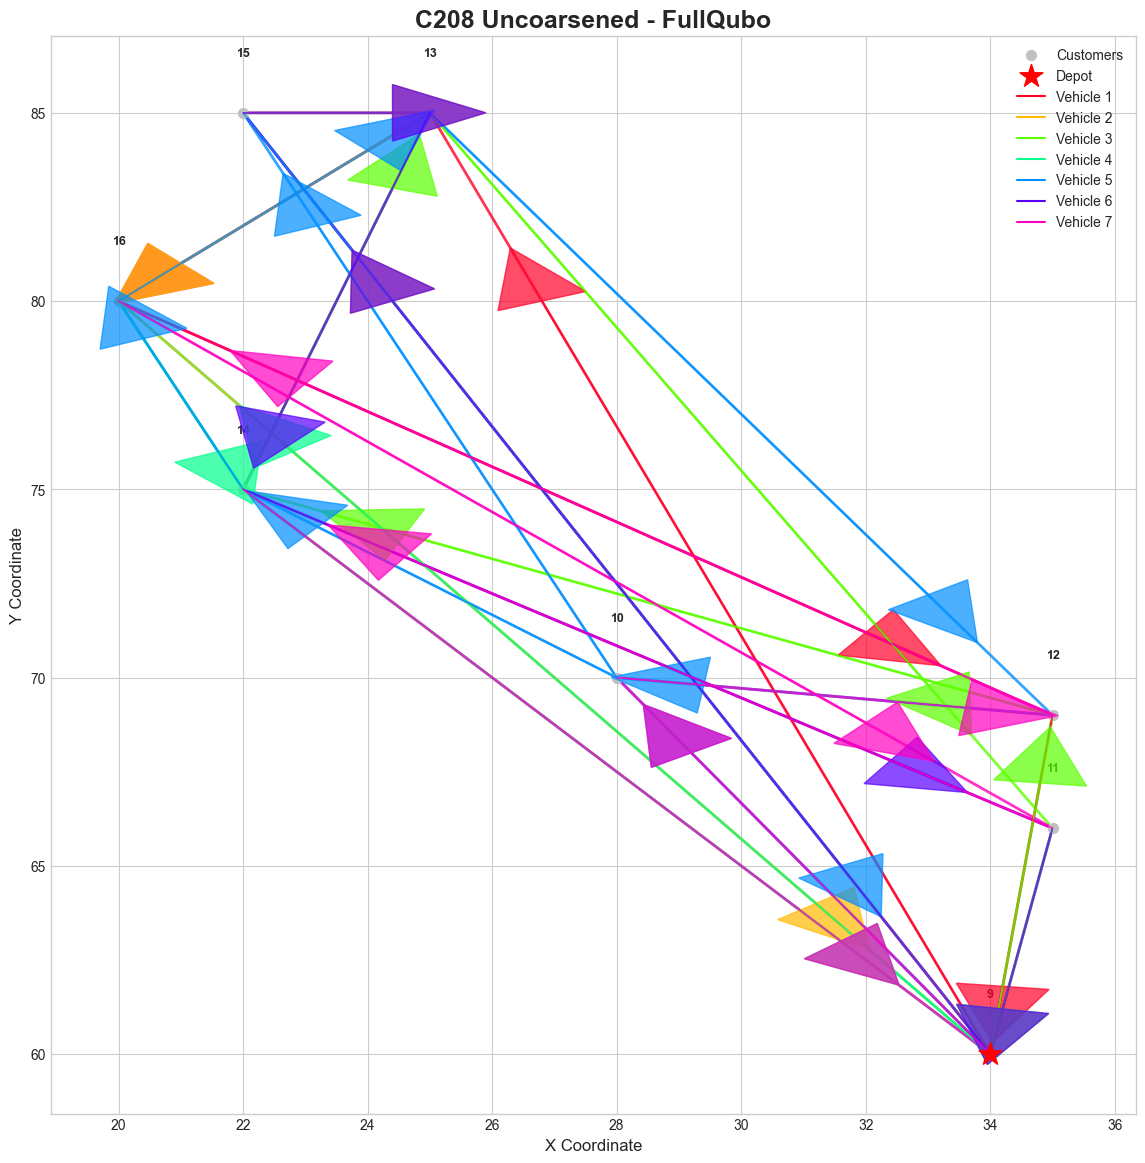 C208 Uncoarsened - FullQubo
15
13
Customers
Depot
Vehicle 1
Vehicle 2
Vehicle 3
Vehicle 4
Vehicle 5
Vehicle 6
Vehicle 7
85
16
80
14
75
10
12
70
11
65
9
60
20
22
24
26
28
30
32
34
36
X Coordinate
Y Coordinate